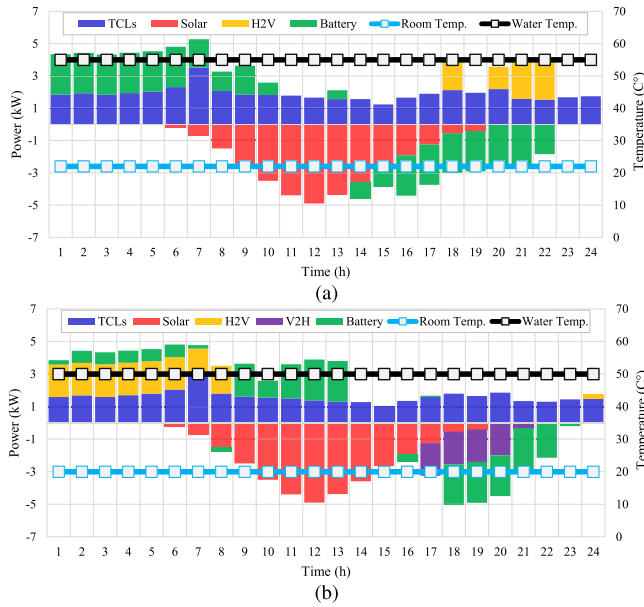 TCLs Solar H2V Battery Room Temp. Water Temp.
7 70
5 60
3 50
1 40
-1 30
-3 20
-5 10
-7 0
Power (kW)
Temperature (C°)
1 2 3 4 5 6 7 8 9 10 11 12 13 14 15 16 17 18 19 20 21 22 23 24
Time (h)
(a)
TCLs Solar H2V V2H Battery Room Temp. Water Temp.
7 70
5 60
3 50
1 40
-1 30
-3 20
-5 10
-7 0
Power (kW)
Temperature (C°)
1 2 3 4 5 6 7 8 9 10 11 12 13 14 15 16 17 18 19 20 21 22 23 24
Time (h)
(b)